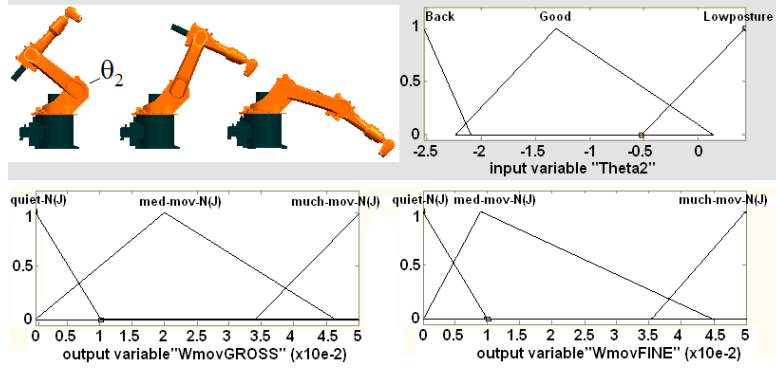 θ2
Back Good Lowposture
1
0.5
0
-2.5 -2 -1.5 -1 -0.5 0
input variable "Theta2"
quiet-N(J) med-mov-N(J) much-mov-N(J)
1
0.5
0
0 0.5 1 2 2.5 3 3.5 4 4.5 5
output variable"WmovGROSS" (x10e-2)
quiet-N(J) med-mov-N(J) much-mov-N(J)
1
0.5
0
0 0.5 1 1.5 2 2.5 3 3.5 4 4.5 5
output variable"WmovFINE" (x10e-2)